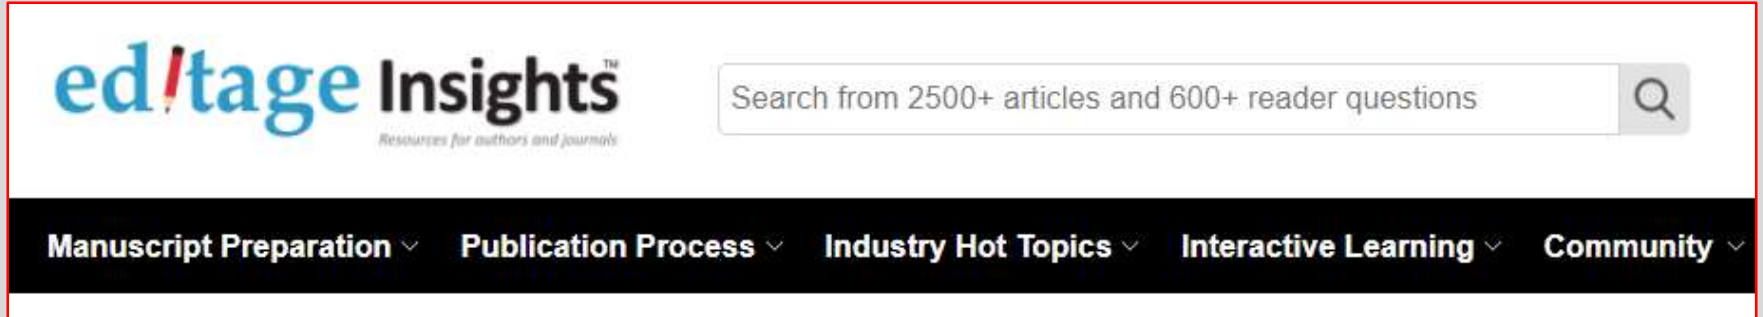 editage Insights™
Resources for authors and journals
Search from 2500+ articles and 600+ reader questions
Manuscript Preparation Publication Process Industry Hot Topics Interactive Learning Community